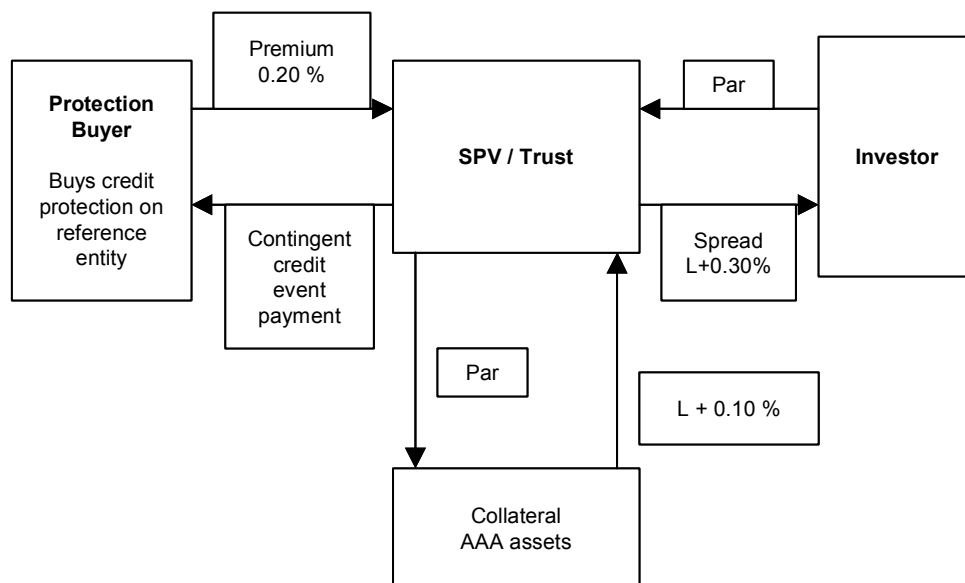 Premium
0.20 %
Protection
Buyer
Buys credit
protection on
reference
entity
Contingent
credit
event
payment
SPV / Trust
Par
Spread
L+0.30%
Investor
Par
L + 0.10 %
Collateral
AAA assets